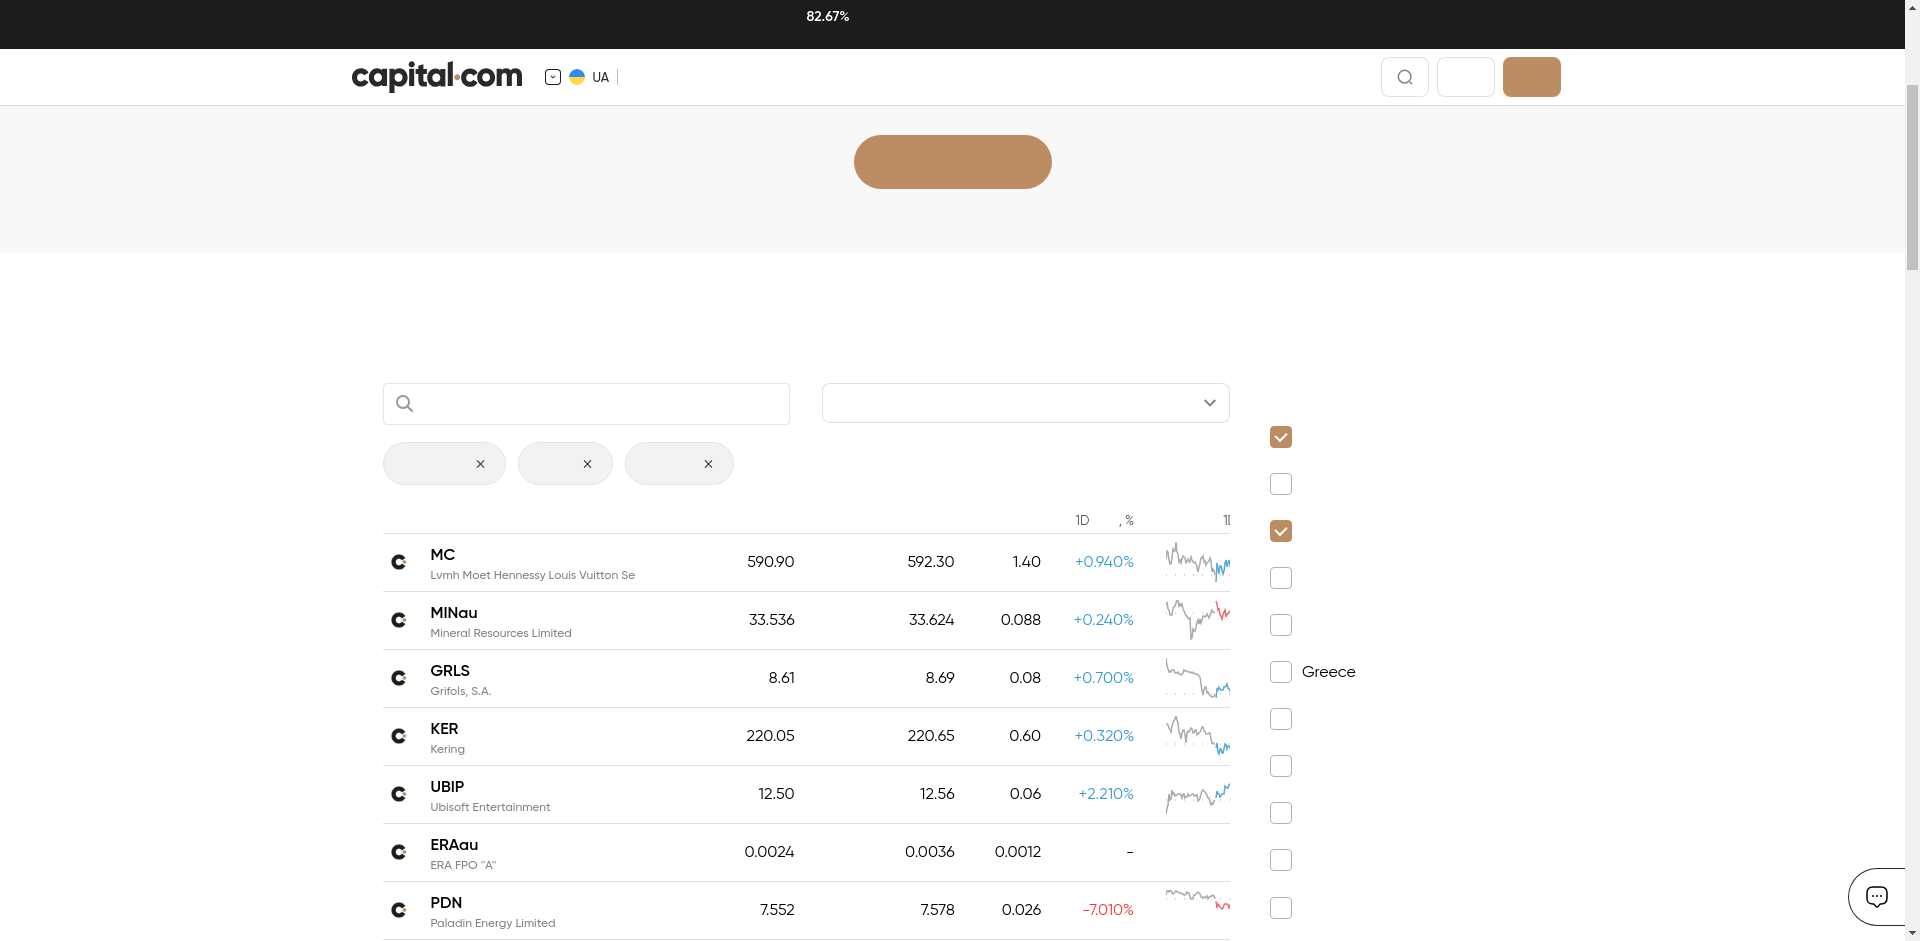 82.67%
capital.com
UA
1D , %
MC
Lvmh Moet Hennessy Louis Vuitton Se
590.90 592.30 1.40 +0.940%
MINau
Mineral Resources Limited
33.536 33.624 0.088 +0.240%
GRLS
Grifols, S.A.
8.61 8.69 0.08 +0.700%
KER
Kering
220.05 220.65 0.60 +0.320%
UBIP
Ubisoft Entertainment
12.50 12.56 0.06 +2.210%
ERAau
ERA FPO "A"
0.0024 0.0036 0.0012 -
PDN
Paladin Energy Limited
7.552 7.578 0.026 -7.010%
Greece